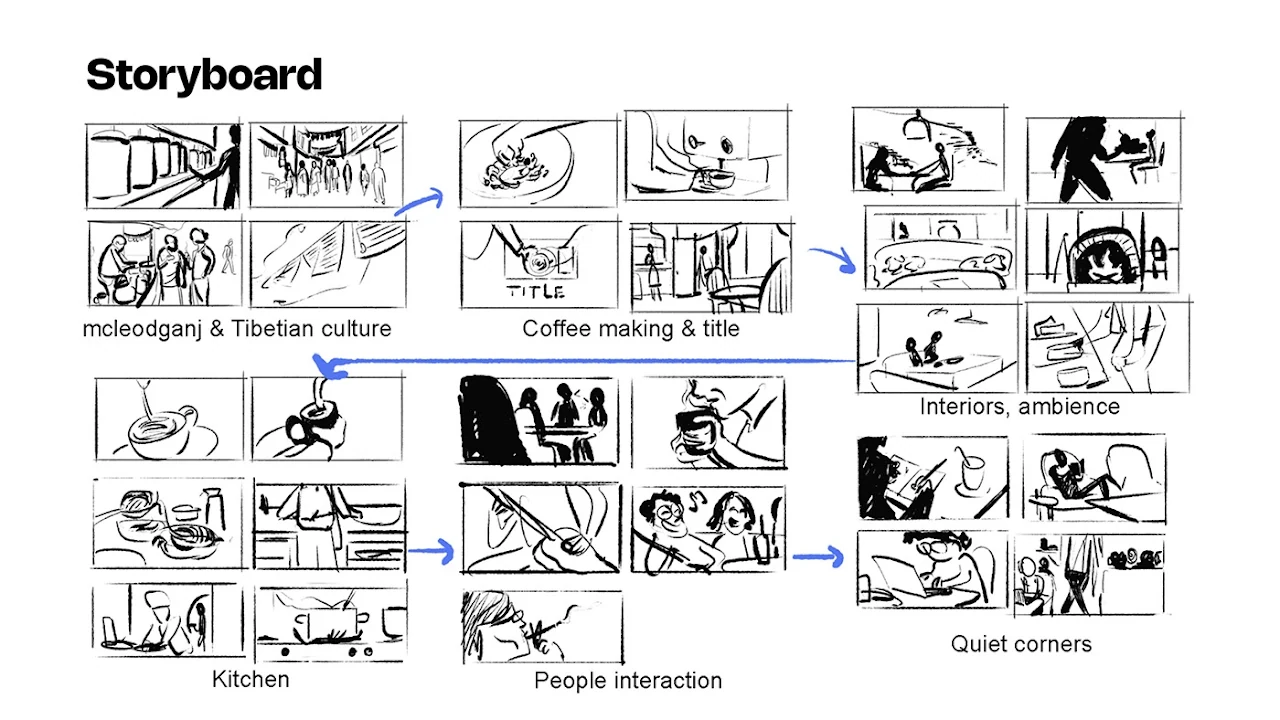 Storyboard
mcleodganj & Tibetian culture
TITLE
Coffee making & title
Interiors, ambience
Kitchen
People interaction
Quiet corners